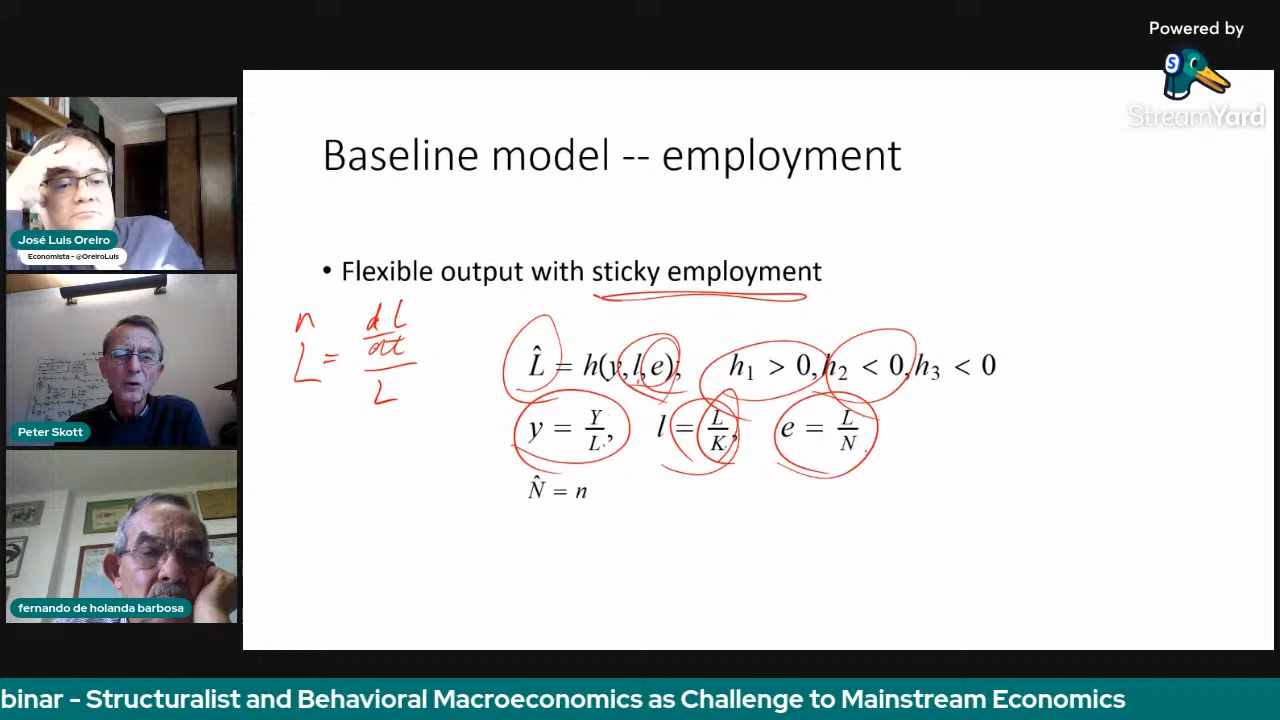 Powered by
StreamYard
Baseline model -- employment
• Flexible output with sticky employment
L̂ = h(y,l,e); h₁ > 0, h₂ < 0, h₃ < 0
y = Y/L, l = L/K, e = L/N
N̂ = n
L̂ = (dL/dt)/L
José Luis Oreiro
Economista - @OreiroLuis
Peter Skott
fernando de holanda barbosa
binar - Structuralist and Behavioral Macroeconomics as Challenge to Mainstream Economics